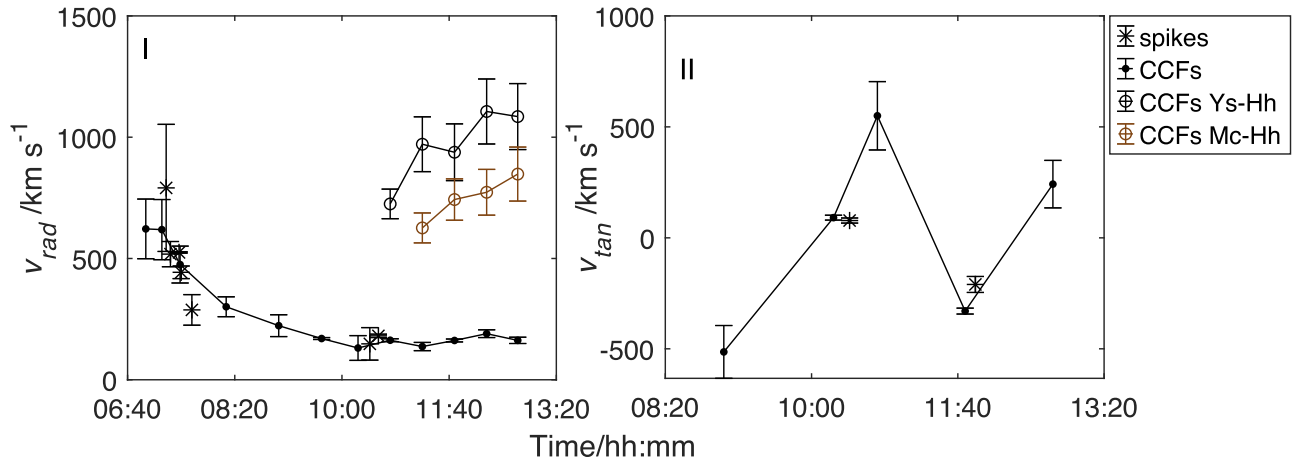 1500
1000
500
0
v_rad /km s^-1
I
06:40 08:20 10:00 11:40 13:20
1000
500
0
-500
v_tan /km s^-1
II
08:20 10:00 11:40 13:20
Time/hh:mm
spikes
CCFs
CCFs Ys-Hh
CCFs Mc-Hh